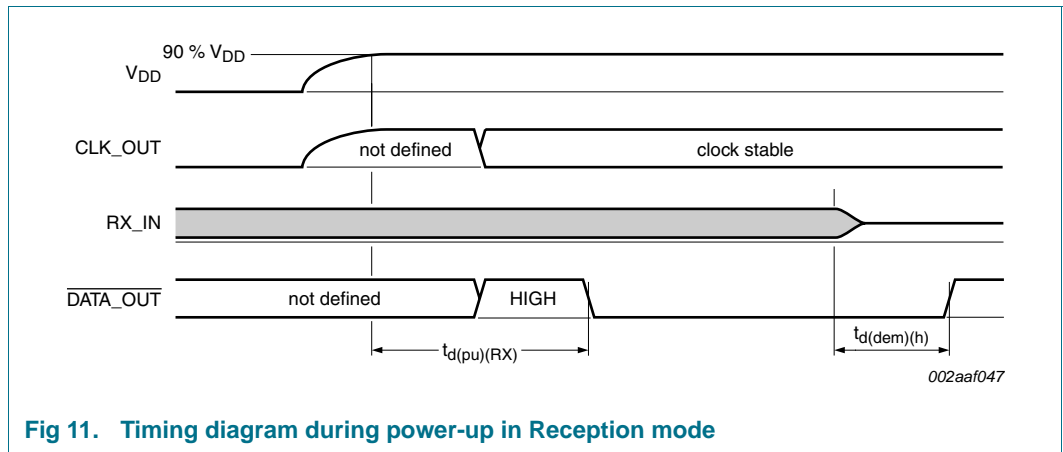 90 % VDD
VDD
CLK_OUT
not defined
clock stable
RX_IN
DATA_OUT
not defined
HIGH
td(pu)(RX)
td(dem)(h)
002aaf047
Fig 11. Timing diagram during power-up in Reception mode